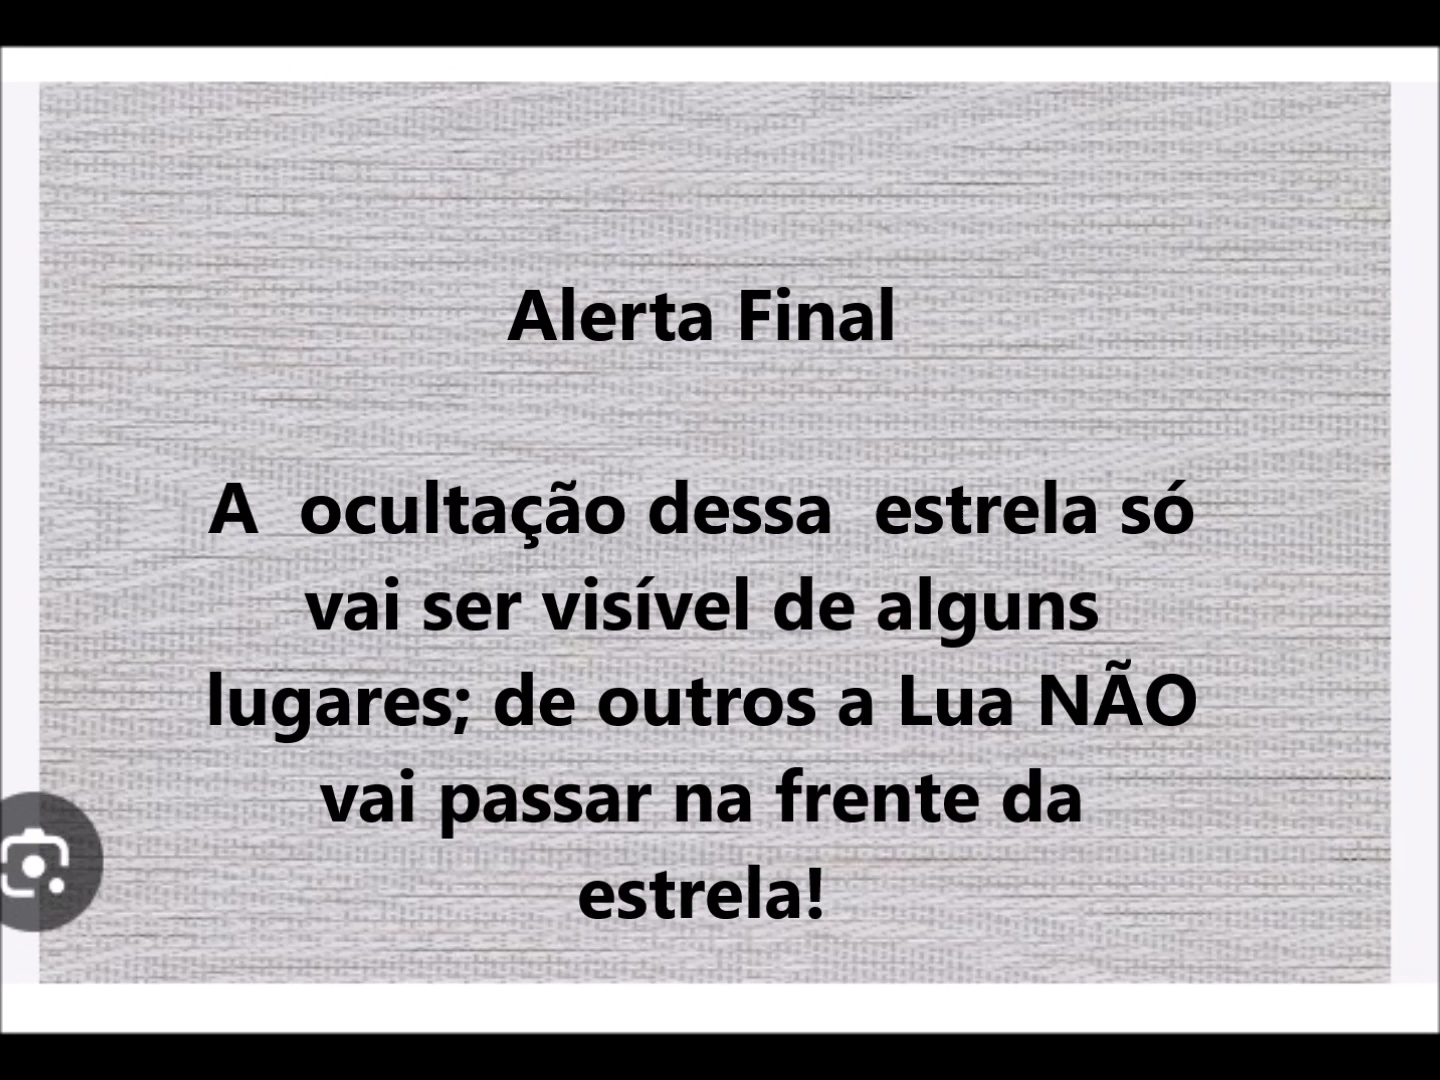 Alerta Final
A ocultação dessa estrela só
vai ser visível de alguns
lugares; de outros a Lua NÃO
vai passar na frente da
estrela!